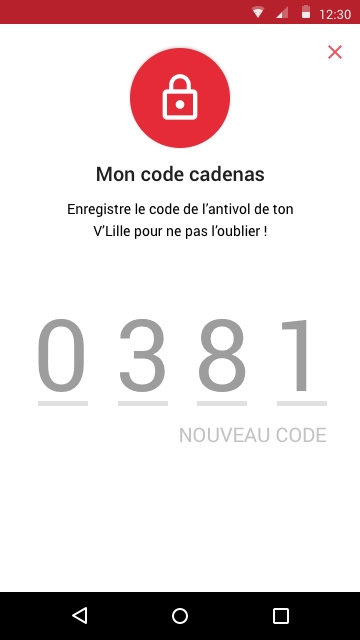 12:30
Mon code cadenas
Enregistre le code de l’antivol de ton
V’Lille pour ne pas l’oublier !
0 3 8 1
NOUVEAU CODE